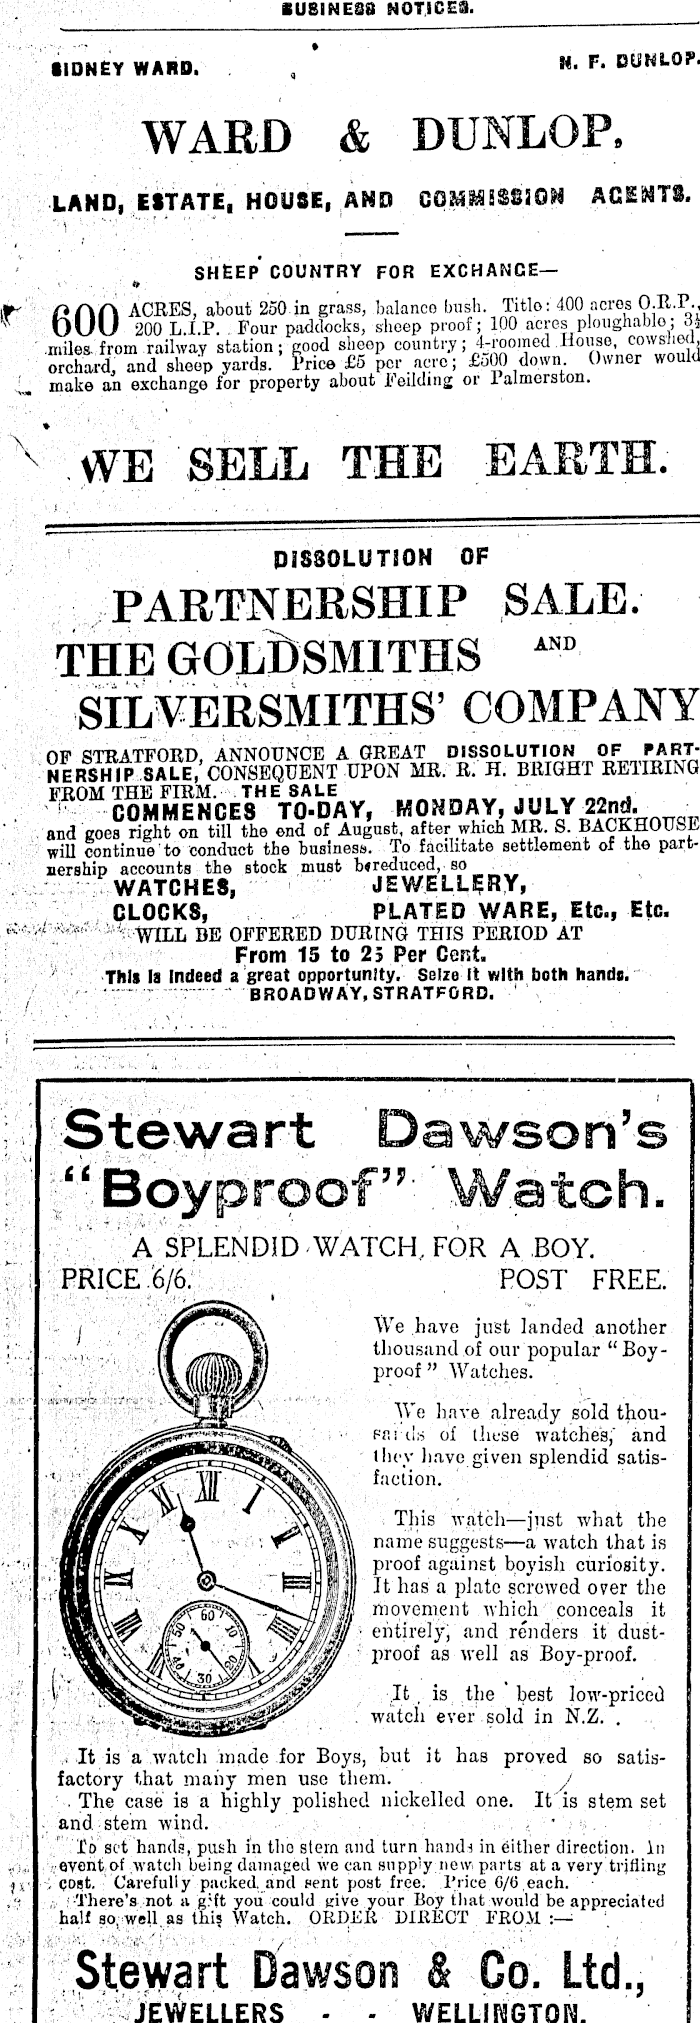 BUSINESS NOTICES.
SIDNEY WARD. N. F. DUNLOP.
WARD & DUNLOP,
LAND, ESTATE, HOUSE, AND COMMISSION AGENTS.
SHEEP COUNTRY FOR EXCHANGE—
600 ACRES, about 250 in grass, balance bush. Title: 400 acres O.R.P.,
200 L.I.P. Four paddocks, sheep proof; 100 acres ploughable; 3½
miles from railway station; good sheep country; 4-roomed House, cowshed,
orchard, and sheep yards. Price £5 per acre; £500 down. Owner would
make an exchange for property about Feilding or Palmerston.
WE SELL THE EARTH.
DISSOLUTION OF
PARTNERSHIP SALE.
THE GOLDSMITHS AND
SILVERSMITHS' COMPANY
OF STRATFORD, ANNOUNCE A GREAT DISSOLUTION OF PART-
NERSHIP SALE, CONSEQUENT UPON MR. R. H. BRIGHT RETIRING
FROM THE FIRM. THE SALE
COMMENCES TO-DAY, MONDAY, JULY 22nd.
and goes right on till the end of August, after which MR. S. BACKHOUSE
will continue to conduct the business. To facilitate settlement of the part-
nership accounts the stock must be reduced, so
WATCHES, JEWELLERY,
CLOCKS, PLATED WARE, Etc., Etc.
WILL BE OFFERED DURING THIS PERIOD AT
From 15 to 25 Per Cent.
This is indeed a great opportunity. Seize it with both hands.
BROADWAY, STRATFORD.
Stewart Dawson's
"Boyproof" Watch.
A SPLENDID WATCH FOR A BOY.
PRICE 6/6. POST FREE.
We have just landed another
thousand of our popular "Boy-
proof" Watches.
We have already sold thou-
sands of these watches, and
they have given splendid satis-
faction.
This watch—just what the
name suggests—a watch that is
proof against boyish curiosity.
It has a plate screwed over the
movement which conceals it
entirely, and renders it dust-
proof as well as Boy-proof.
It is the best low-priced
watch ever sold in N.Z.
It is a watch made for Boys, but it has proved so satis-
factory that many men use them.
The case is a highly polished nickelled one. It is stem set
and stem wind.
To set hands, push in the stem and turn hands in either direction. In
event of watch being damaged we can supply new parts at a very trifling
cost. Carefully packed and sent post free. Price 6/6 each.
There's not a gift you could give your Boy that would be appreciated
half so well as this Watch. ORDER DIRECT FROM:—
Stewart Dawson & Co. Ltd.,
JEWELLERS - - WELLINGTON.